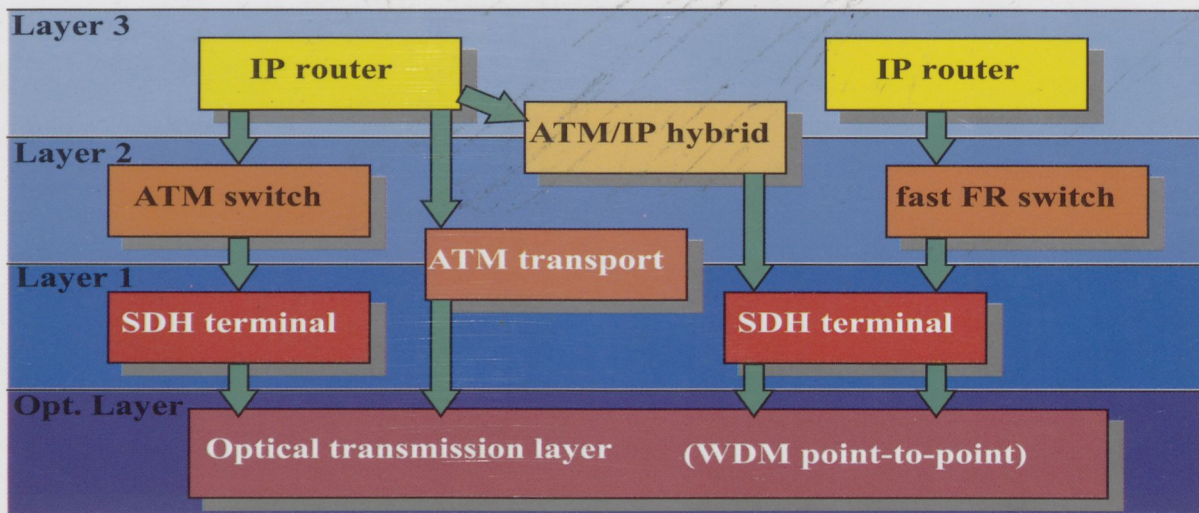 Layer 3
IP router
IP router
ATM/IP hybrid
Layer 2
ATM switch
fast FR switch
ATM transport
Layer 1
SDH terminal
SDH terminal
Opt. Layer
Optical transmission layer (WDM point-to-point)